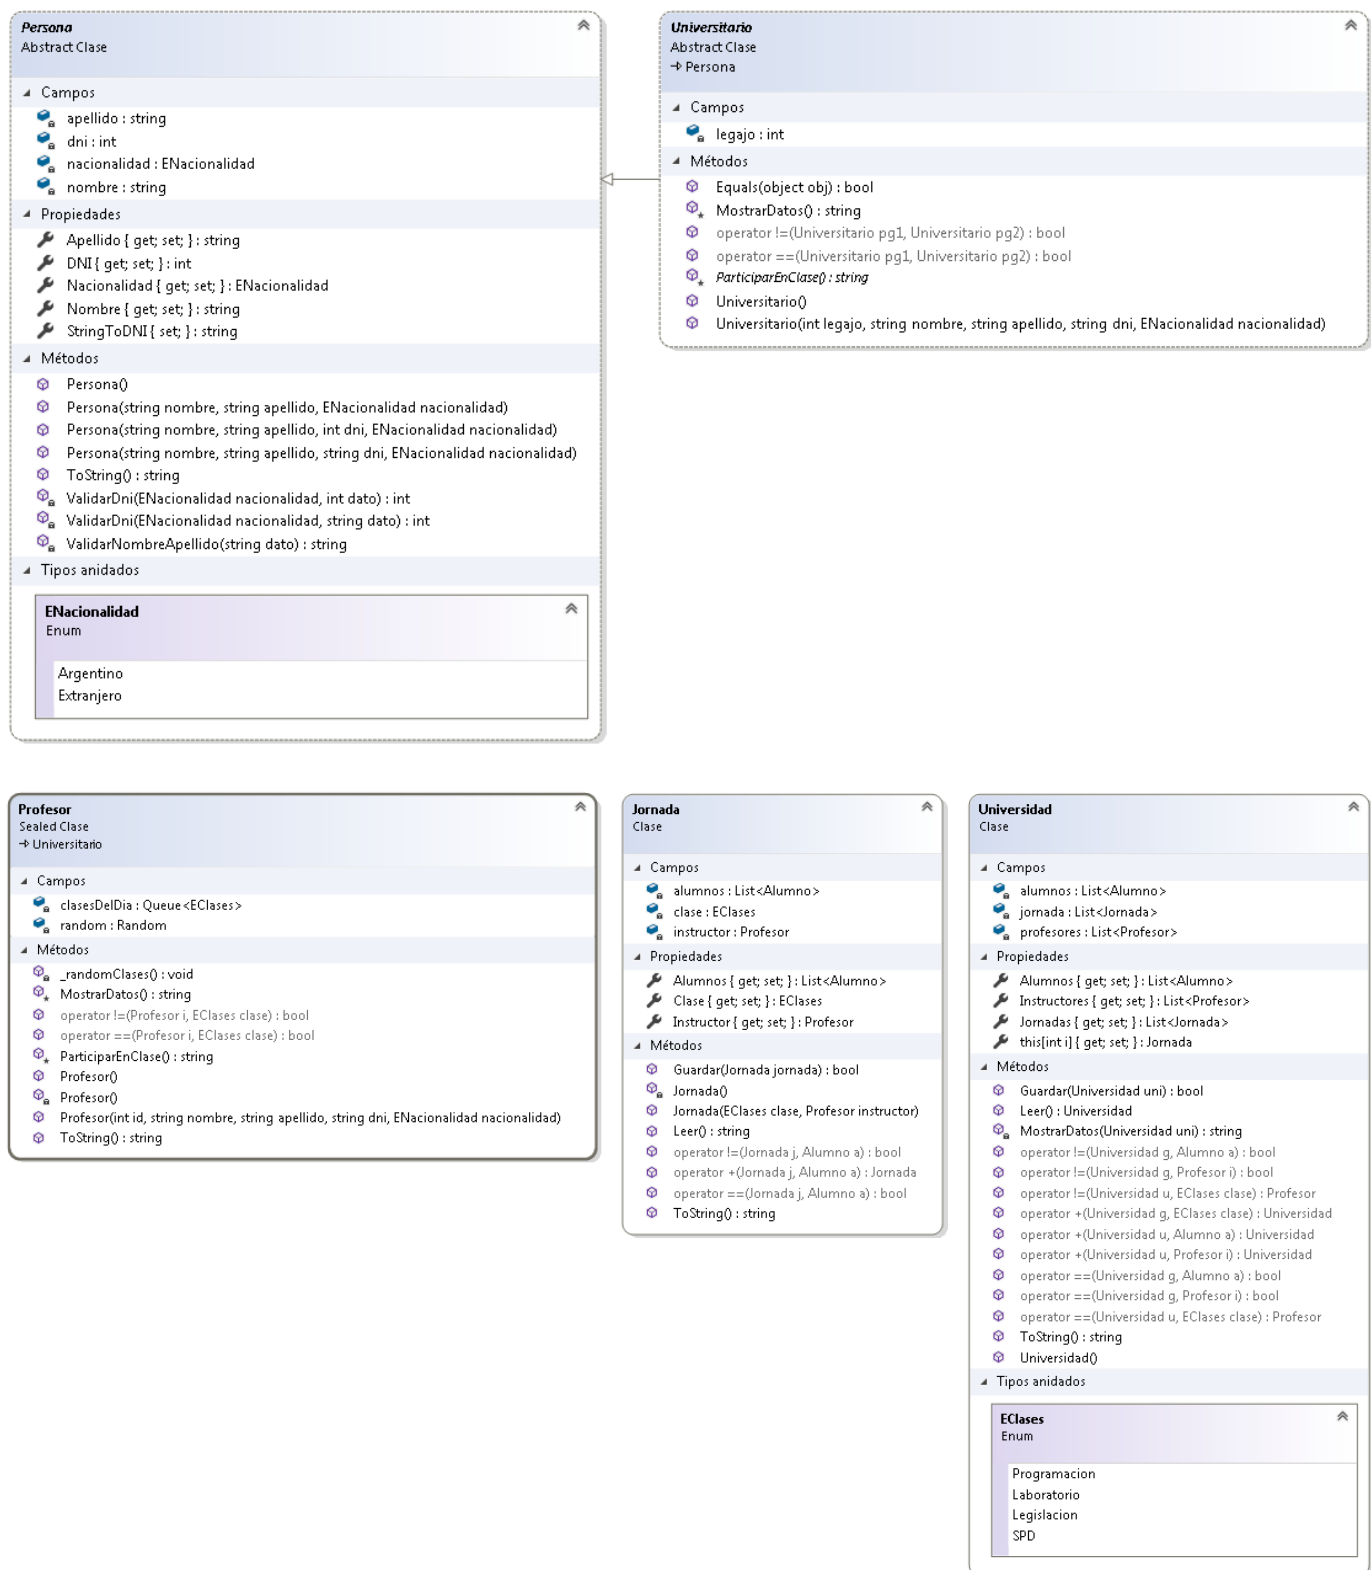 Persona
Abstract Clase
Campos
apellido : string
dni : int
nacionalidad : ENacionalidad
nombre : string
Propiedades
Apellido { get; set; } : string
DNI { get; set; } : int
Nacionalidad { get; set; } : ENacionalidad
Nombre { get; set; } : string
StringToDNI { set; } : string
Métodos
Persona()
Persona(string nombre, string apellido, ENacionalidad nacionalidad)
Persona(string nombre, string apellido, int dni, ENacionalidad nacionalidad)
Persona(string nombre, string apellido, string dni, ENacionalidad nacionalidad)
ToString() : string
ValidarDni(ENacionalidad nacionalidad, int dato) : int
ValidarDni(ENacionalidad nacionalidad, string dato) : int
ValidarNombreApellido(string dato) : string
Tipos anidados
ENacionalidad
Enum
Argentino
Extranjero
Universitario
Abstract Clase
→ Persona
Campos
legajo : int
Métodos
Equals(object obj) : bool
MostrarDatos() : string
operator !=(Universitario pg1, Universitario pg2) : bool
operator ==(Universitario pg1, Universitario pg2) : bool
ParticiparEnClase() : string
Universitario()
Universitario(int legajo, string nombre, string apellido, string dni, ENacionalidad nacionalidad)
Profesor
Sealed Clase
→ Universitario
Campos
clasesDelDia : Queue<EClases>
random : Random
Métodos
_randomClases() : void
MostrarDatos() : string
operator !=(Profesor i, EClases clase) : bool
operator ==(Profesor i, EClases clase) : bool
ParticiparEnClase() : string
Profesor()
Profesor()
Profesor(int id, string nombre, string apellido, string dni, ENacionalidad nacionalidad)
ToString() : string
Jornada
Clase
Campos
alumnos : List<Alumno>
clase : EClases
instructor : Profesor
Propiedades
Alumnos { get; set; } : List<Alumno>
Clase { get; set; } : EClases
Instructor { get; set; } : Profesor
Métodos
Guardar(Jornada jornada) : bool
Jornada()
Jornada(EClases clase, Profesor instructor)
Leer() : string
operator !=(Jornada j, Alumno a) : bool
operator +(Jornada j, Alumno a) : Jornada
operator ==(Jornada j, Alumno a) : bool
ToString() : string
Universidad
Clase
Campos
alumnos : List<Alumno>
jornada : List<Jornada>
profesores : List<Profesor>
Propiedades
Alumnos { get; set; } : List<Alumno>
Instructores { get; set; } : List<Profesor>
Jornadas { get; set; } : List<Jornada>
this[int i] { get; set; } : Jornada
Métodos
Guardar(Universidad uni) : bool
Leer() : Universidad
MostrarDatos(Universidad uni) : string
operator !=(Universidad g, Alumno a) : bool
operator !=(Universidad g, Profesor i) : bool
operator !=(Universidad u, EClases clase) : Profesor
operator +(Universidad g, EClases clase) : Universidad
operator +(Universidad u, Alumno a) : Universidad
operator +(Universidad u, Profesor i) : Universidad
operator ==(Universidad g, Alumno a) : bool
operator ==(Universidad g, Profesor i) : bool
operator ==(Universidad u, EClases clase) : Profesor
ToString() : string
Universidad()
Tipos anidados
EClases
Enum
Programacion
Laboratorio
Legislacion
SPD